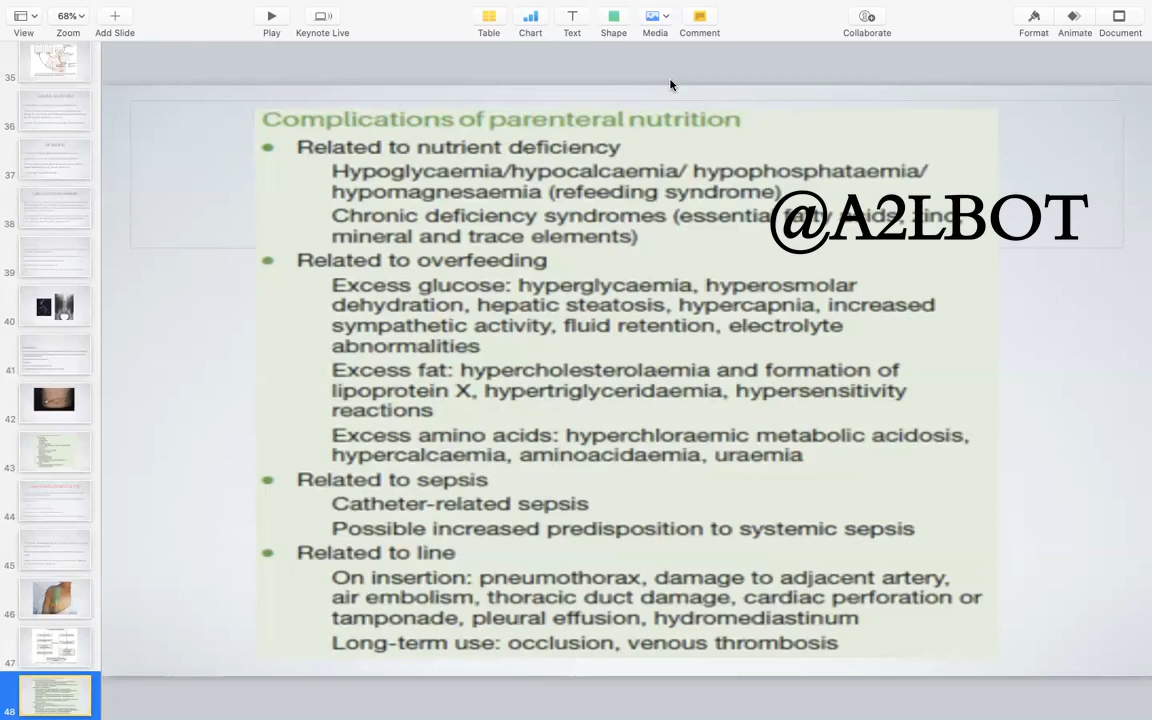 68%
View
Zoom
Add Slide
Play
Keynote Live
Table
Chart
Text
Shape
Media
Comment
Collaborate
Format
Animate
Document
35
36
37
38
39
40
41
42
43
44
45
46
47
48
Complications of parenteral nutrition
Related to nutrient deficiency
Hypoglycaemia/hypocalcaemia/ hypophosphataemia/
hypomagnesaemia (refeeding syndrome)
@A2LBOT
Chronic deficiency syndromes (essential fatty acids, zinc,
mineral and trace elements)
Related to overfeeding
Excess glucose: hyperglycaemia, hyperosmolar
dehydration, hepatic steatosis, hypercapnia, increased
sympathetic activity, fluid retention, electrolyte
abnormalities
Excess fat: hypercholesterolaemia and formation of
lipoprotein X, hypertriglyceridaemia, hypersensitivity
reactions
Excess amino acids: hyperchloraemic metabolic acidosis,
hypercalcaemia, aminoacidaemia, uraemia
Related to sepsis
Catheter-related sepsis
Possible increased predisposition to systemic sepsis
Related to line
On insertion: pneumothorax, damage to adjacent artery,
air embolism, thoracic duct damage, cardiac perforation or
tamponade, pleural effusion, hydromediastinum
Long-term use: occlusion, venous thrombosis